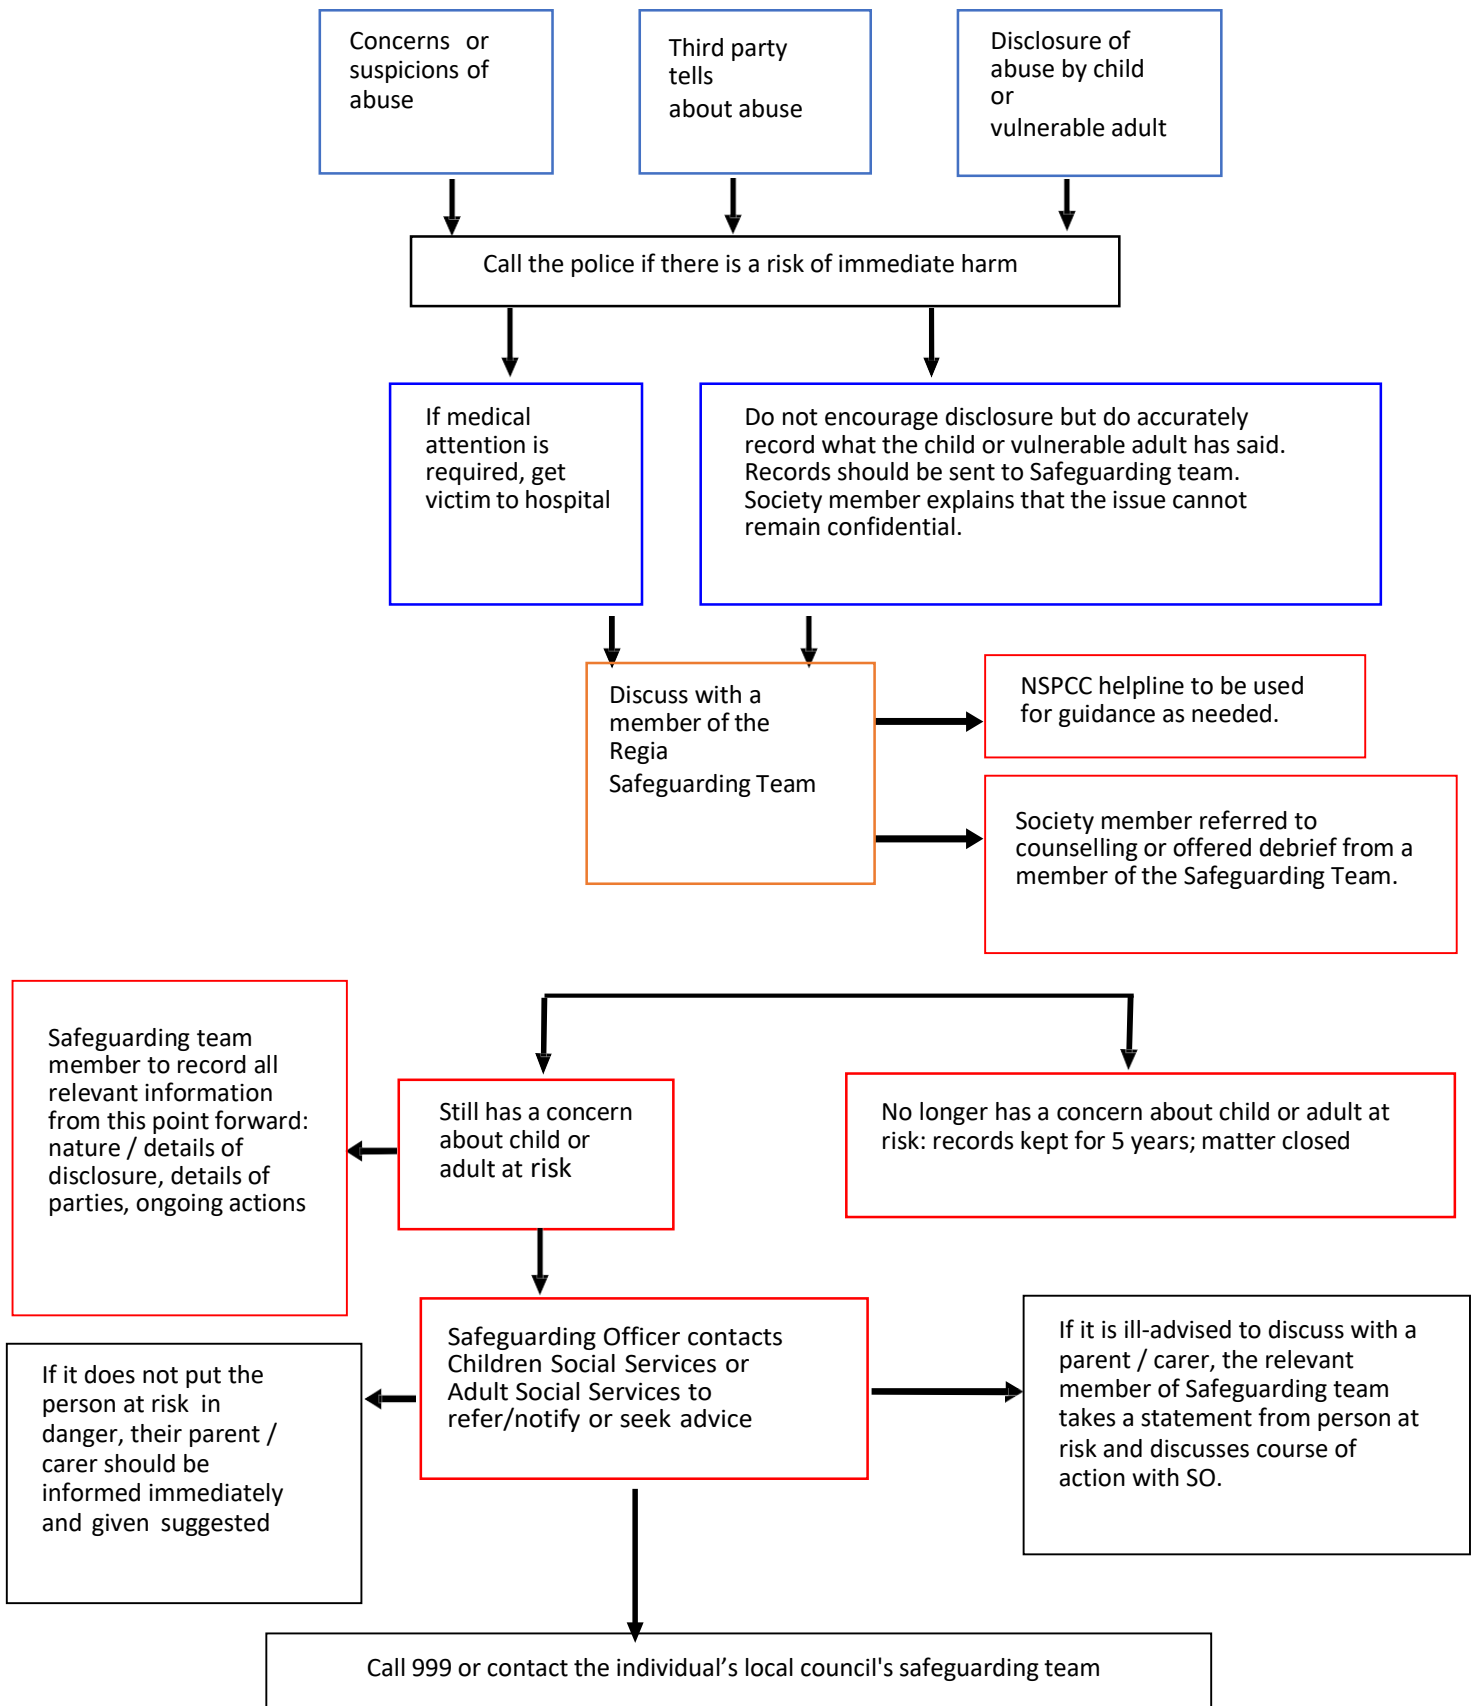 Concerns or
suspicions of
abuse
Third party
tells
about abuse
Disclosure of
abuse by child
or
vulnerable adult
Call the police if there is a risk of immediate harm
If medical
attention is
required, get
victim to hospital
Do not encourage disclosure but do accurately
record what the child or vulnerable adult has said.
Records should be sent to Safeguarding team.
Society member explains that the issue cannot
remain confidential.
Discuss with a
member of the
Regia
Safeguarding Team
NSPCC helpline to be used
for guidance as needed.
Society member referred to
counselling or offered debrief from a
member of the Safeguarding Team.
Safeguarding team
member to record all
relevant information
from this point forward:
nature / details of
disclosure, details of
parties, ongoing actions
Still has a concern
about child or
adult at risk
No longer has a concern about child or adult at
risk: records kept for 5 years; matter closed
Safeguarding Officer contacts
Children Social Services or
Adult Social Services to
refer/notify or seek advice
If it does not put the
person at risk in
danger, their parent /
carer should be
informed immediately
and given suggested
If it is ill-advised to discuss with a
parent / carer, the relevant
member of Safeguarding team
takes a statement from person at
risk and discusses course of
action with SO.
Call 999 or contact the individual’s local council's safeguarding team